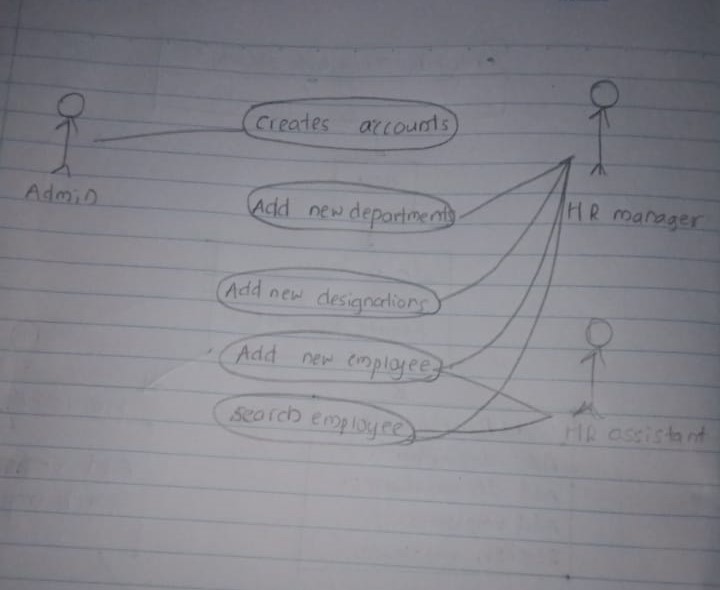 Creates accounts
Admin
Add new departments
HR manager
Add new designations
Add new employee
Search employee
HR assistant